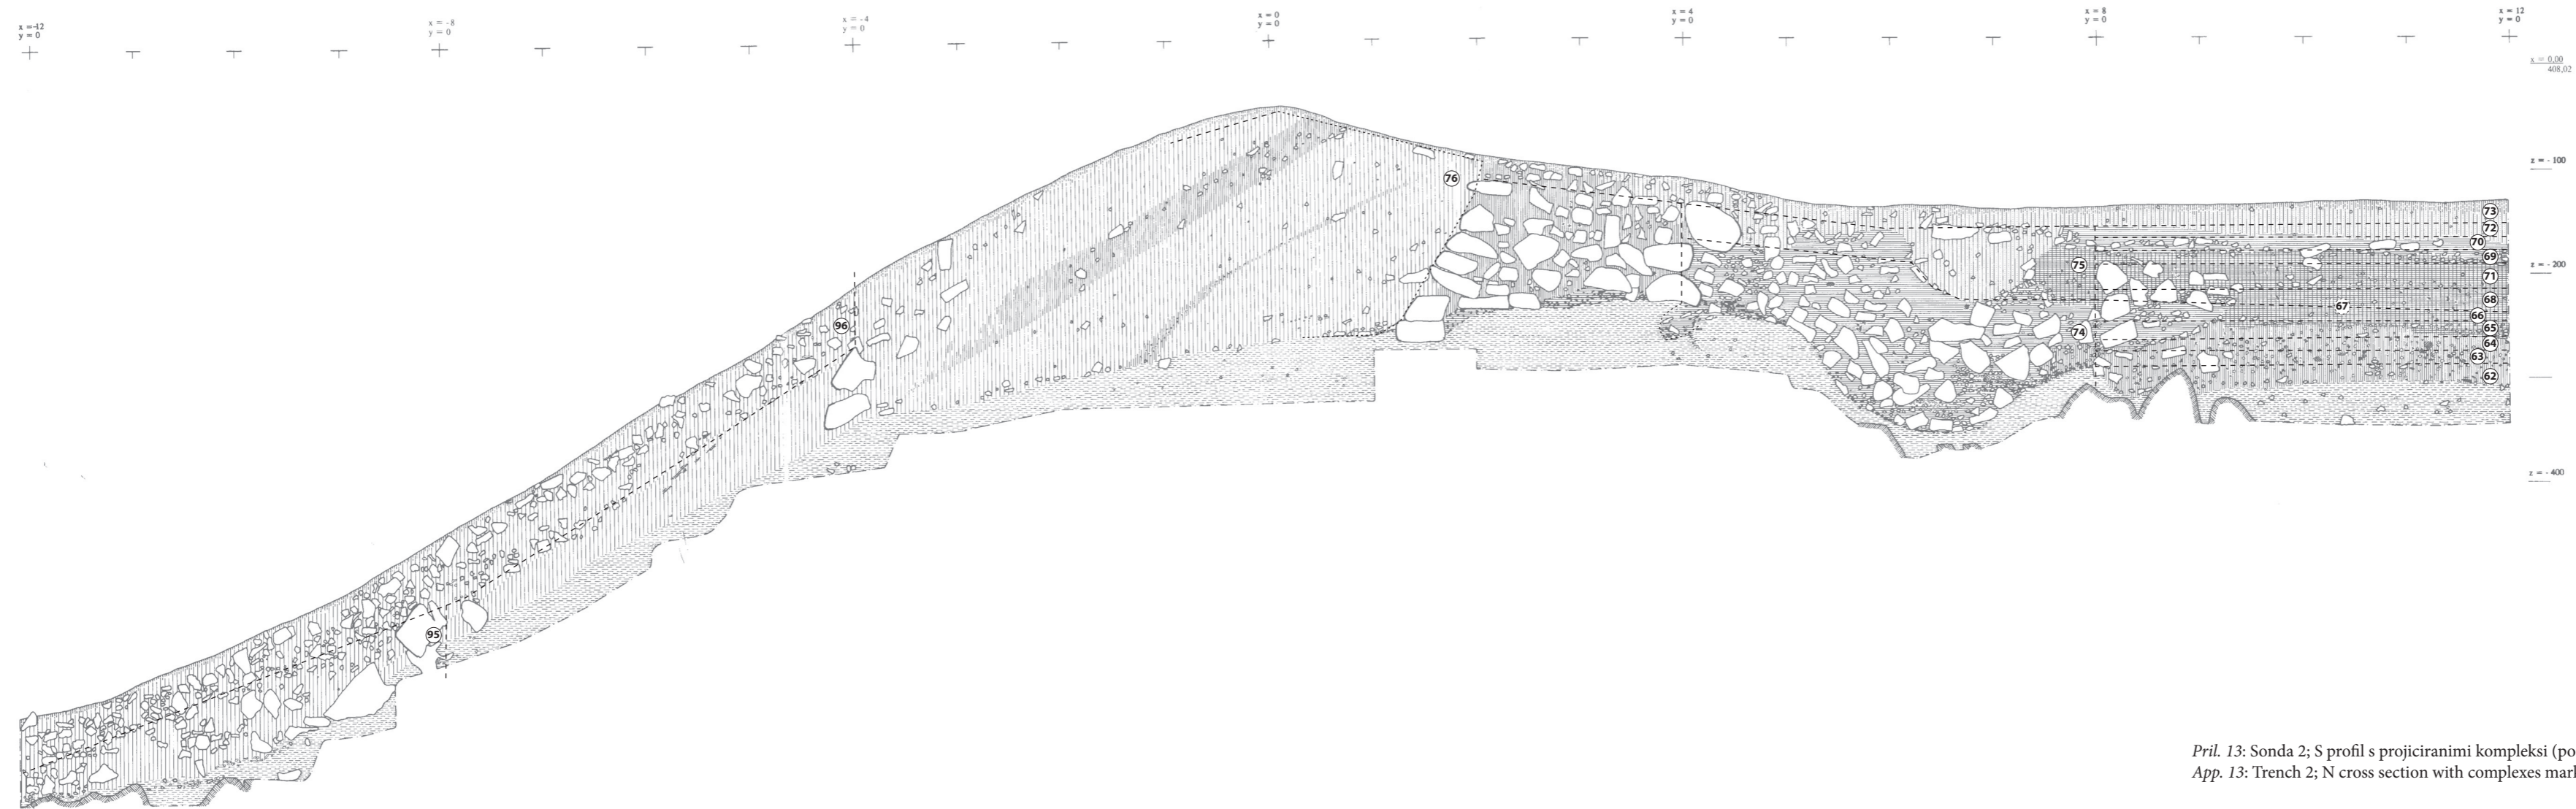 x =-12
y = 0
x = - 8
y = 0
x = - 4
y = 0
x = 0
y = 0
x = 4
y = 0
x = 8
y = 0
x = 12
y = 0
x = 0,00
408,02
z = - 100
z = - 200
z = - 400
76
96
95
75
74
73
72
70
69
71
68
67
66
65
64
63
62
Pril. 13: Sonda 2; S profil s projiciranimi kompleksi (po
App. 13: Trench 2; N cross section with complexes mar